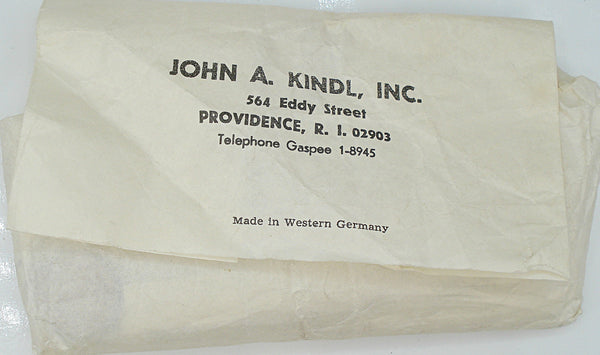 JOHN A. KINDL, INC.
564 Eddy Street
PROVIDENCE, R. I. 02903
Telephone Gaspee 1-8945
Made in Western Germany